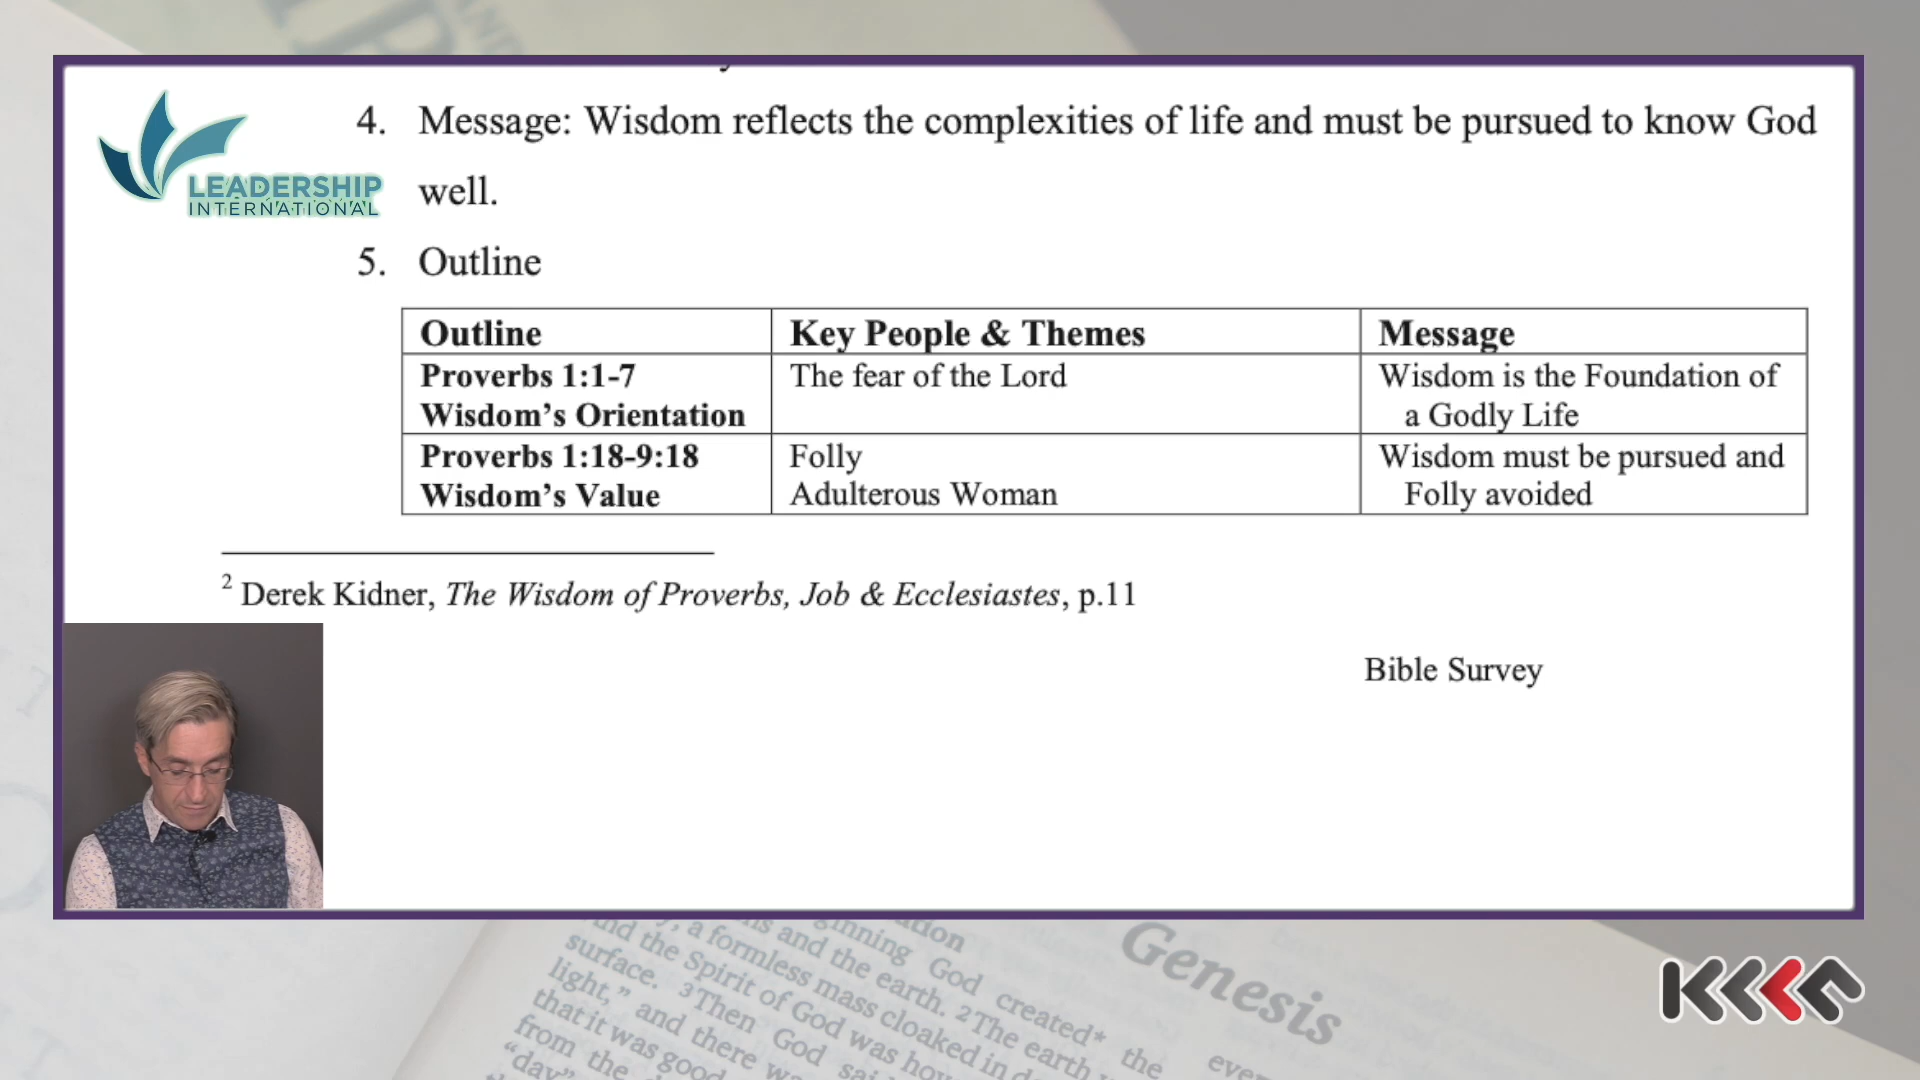 LEADERSHIP
INTERNATIONAL
4. Message: Wisdom reflects the complexities of life and must be pursued to know God
well.
5. Outline
Outline Key People & Themes Message
Proverbs 1:1-7 The fear of the Lord Wisdom is the Foundation of
Wisdom's Orientation a Godly Life
Proverbs 1:18-9:18 Folly Wisdom must be pursued and
Wisdom's Value Adulterous Woman Folly avoided
2 Derek Kidner, The Wisdom of Proverbs, Job & Ecclesiastes, p.11
Bible Survey
Genesis
ginning God created* the
and the earth. 2 The earth
a formless mass cloaked in
and the Spirit of God was
surface. 3 Then God
light," and there
that it was good
from the
"day"